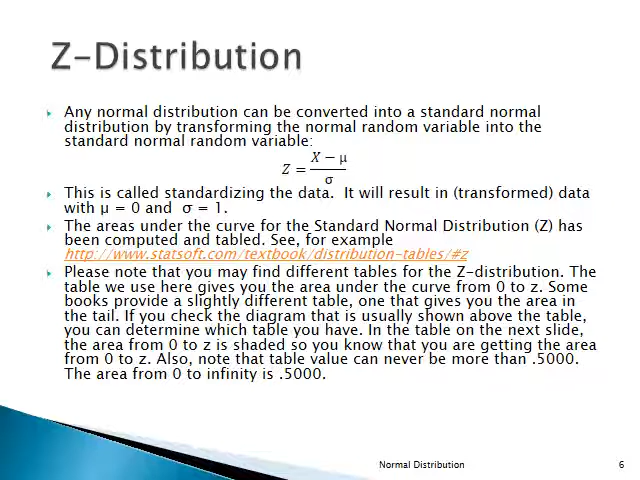 Z-Distribution
Any normal distribution can be converted into a standard normal
distribution by transforming the normal random variable into the
standard normal random variable:
Z = (X − µ) / σ
This is called standardizing the data.  It will result in (transformed) data
with µ = 0 and  σ = 1.
The areas under the curve for the Standard Normal Distribution (Z) has
been computed and tabled. See, for example
http://www.statsoft.com/textbook/distribution-tables/#z
Please note that you may find different tables for the Z-distribution. The
table we use here gives you the area under the curve from 0 to z. Some
books provide a slightly different table, one that gives you the area in
the tail. If you check the diagram that is usually shown above the table,
you can determine which table you have. In the table on the next slide,
the area from 0 to z is shaded so you know that you are getting the area
from 0 to z. Also, note that table value can never be more than .5000.
The area from 0 to infinity is .5000.
Normal Distribution
6